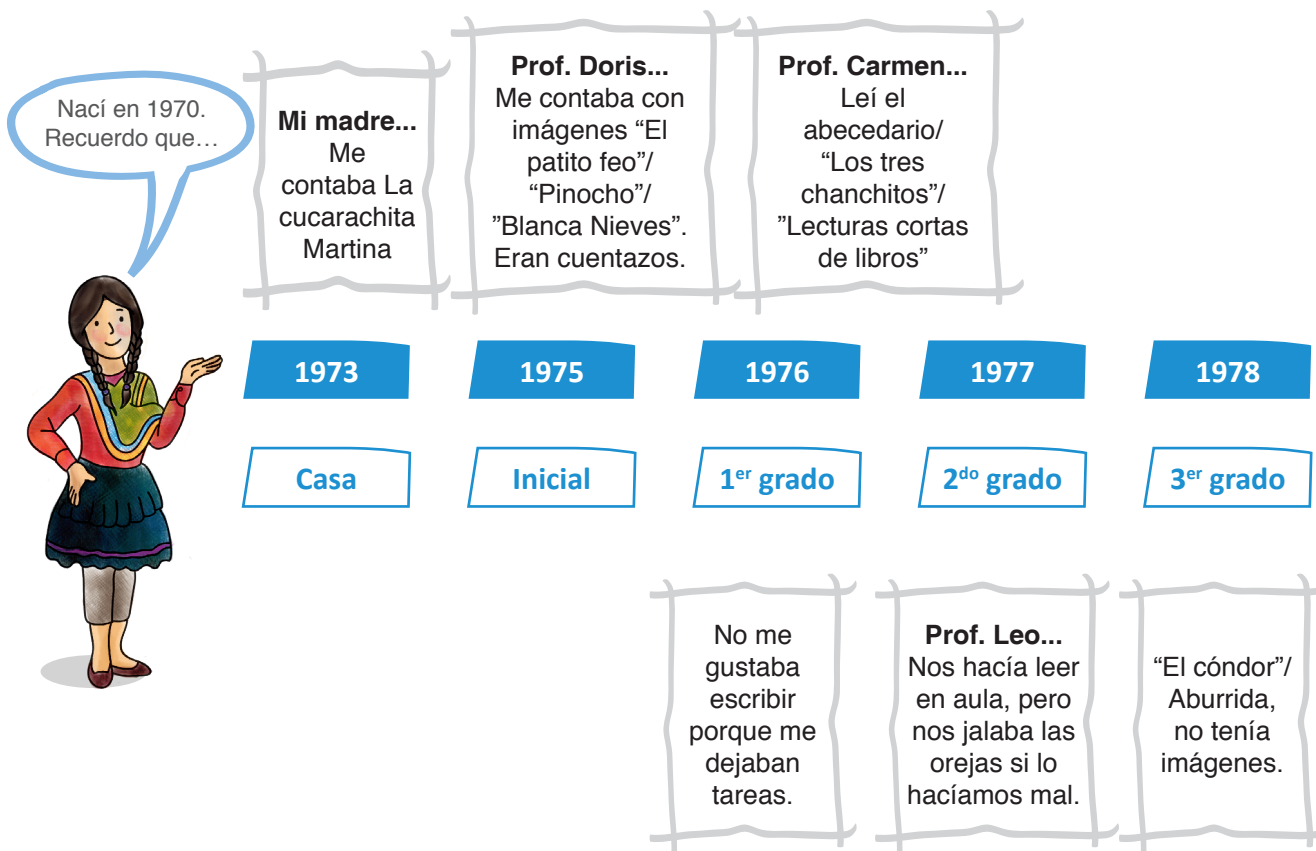 Nací en 1970.
Recuerdo que…
Mi madre...
Me
contaba La
cucarachita
Martina
Prof. Doris...
Me contaba con
imágenes “El
patito feo”/
“Pinocho”/
”Blanca Nieves”.
Eran cuentazos.
Prof. Carmen...
Leí el
abecedario/
“Los tres
chanchitos”/
”Lecturas cortas
de libros”
1973
1975
1976
1977
1978
Casa
Inicial
1er grado
2do grado
3er grado
No me
gustaba
escribir
porque me
dejaban
tareas.
Prof. Leo...
Nos hacía leer
en aula, pero
nos jalaba las
orejas si lo
hacíamos mal.
“El cóndor”/
Aburrida,
no tenía
imágenes.